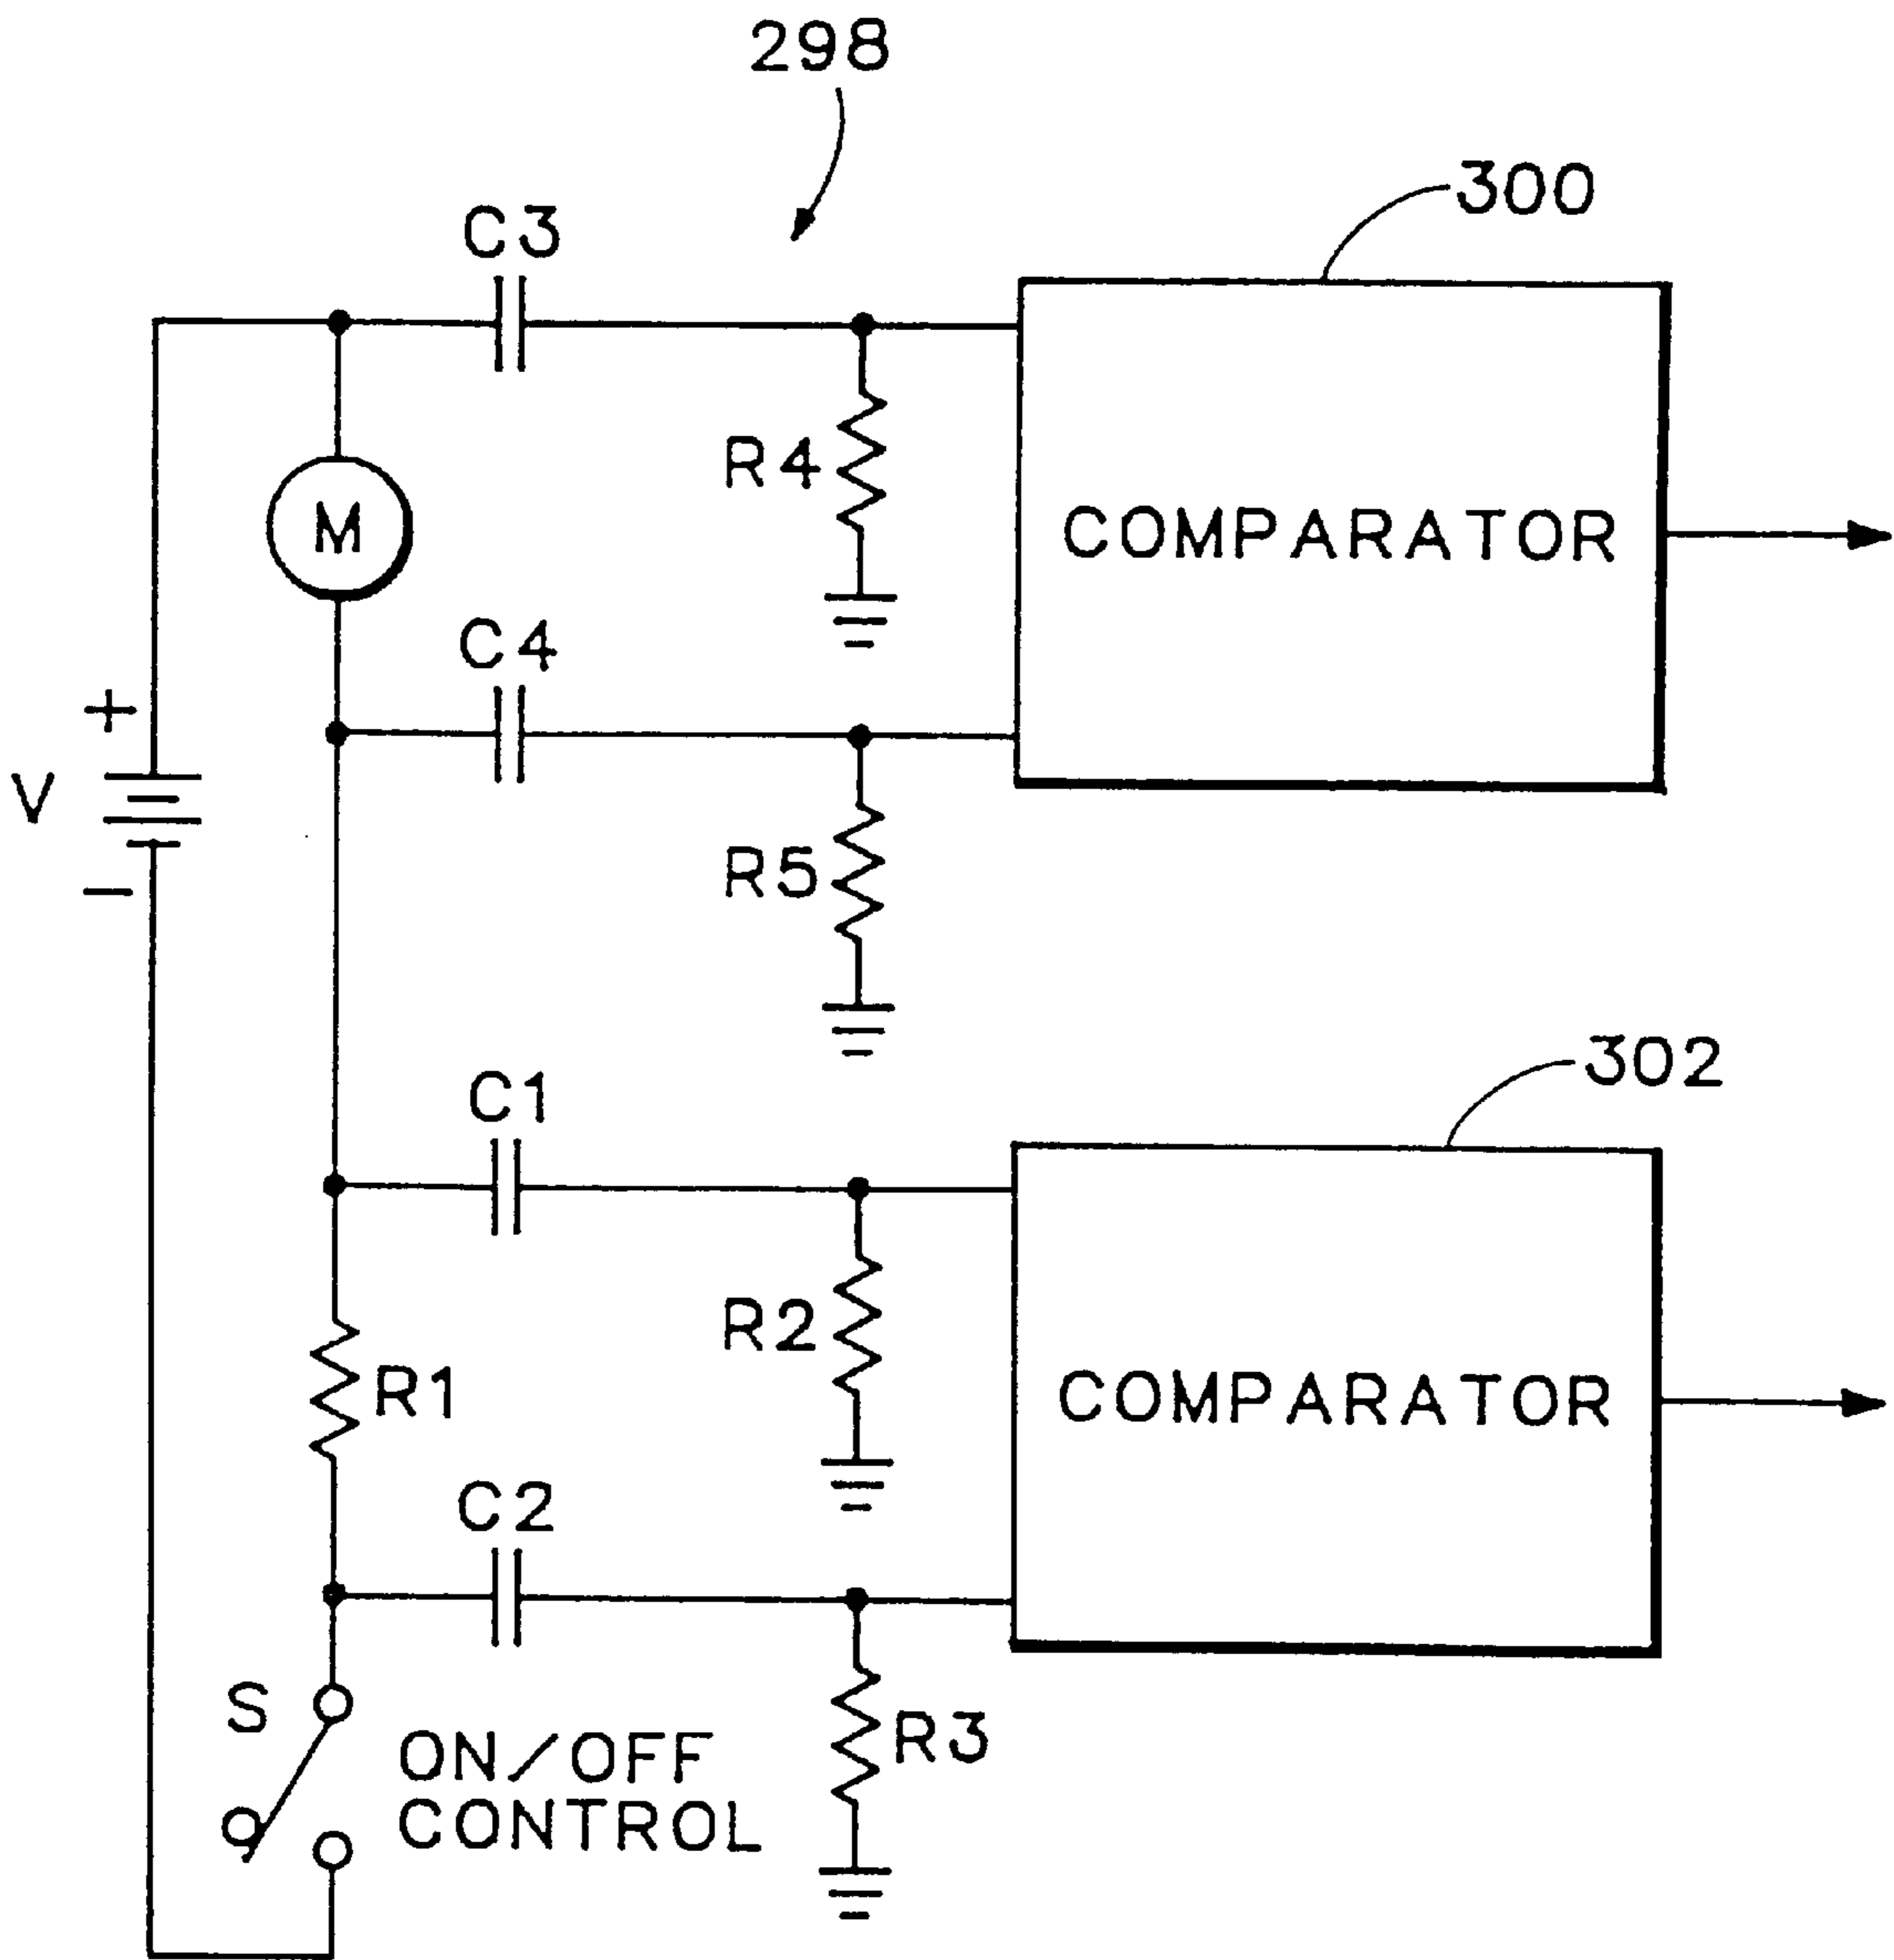 298
300
C3
R4
M
COMPARATOR
C4
+
V
−
R5
302
C1
R2
R1
COMPARATOR
C2
S
ON/OFF
CONTROL
R3